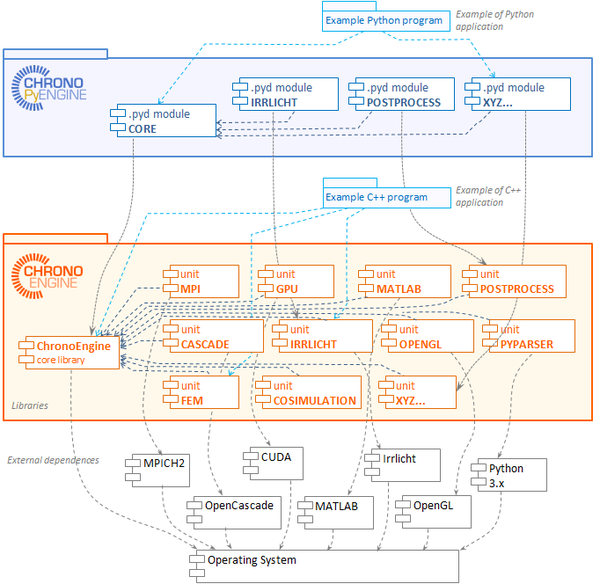 Example Python program
Example of Python
application
CHRONO
PyENGINE
.pyd module
IRRLICHT
.pyd module
POSTPROCESS
.pyd module
XYZ...
.pyd module
CORE
Example C++ program
Example of C++
application
CHRONO
ENGINE
unit
MPI
unit
GPU
unit
MATLAB
unit
POSTPROCESS
ChronoEngine
core library
unit
CASCADE
unit
IRRLICHT
unit
OPENGL
unit
PYPARSER
unit
FEM
unit
COSIMULATION
unit
XYZ...
Libraries
External dependences
MPICH2
CUDA
Irrlicht
Python
3.x
OpenCascade
MATLAB
OpenGL
Operating System